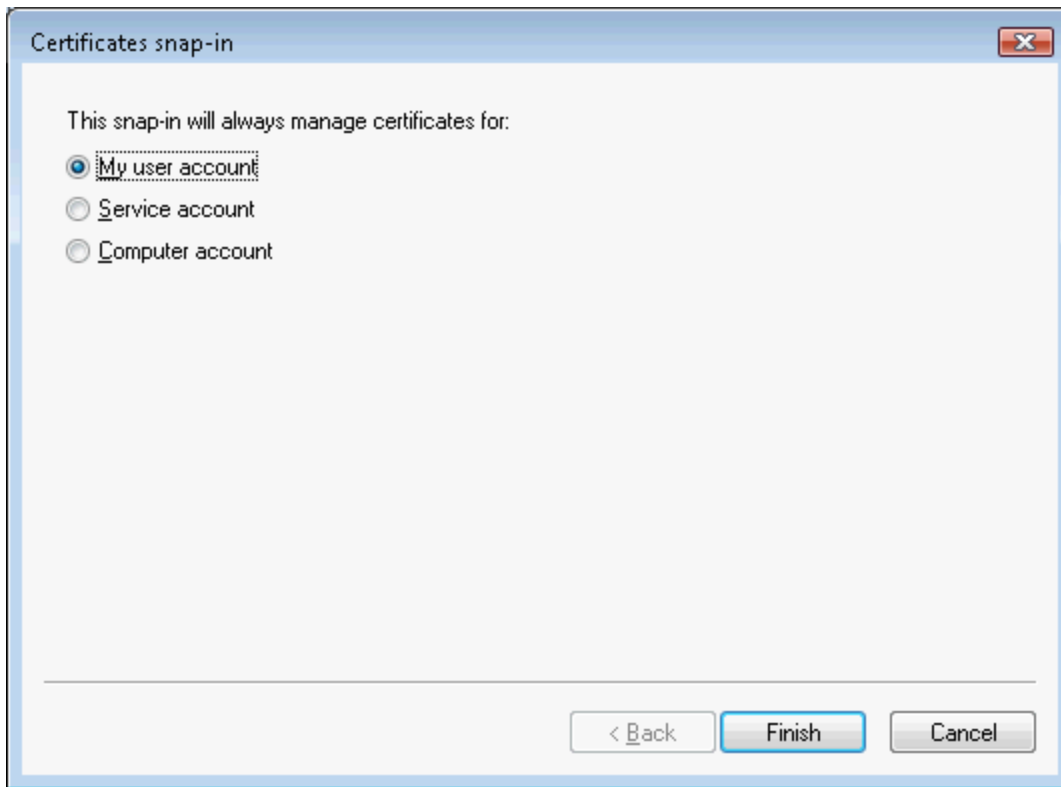 Certificates snap-in
This snap-in will always manage certificates for:
My user account
Service account
Computer account
< Back
Finish
Cancel